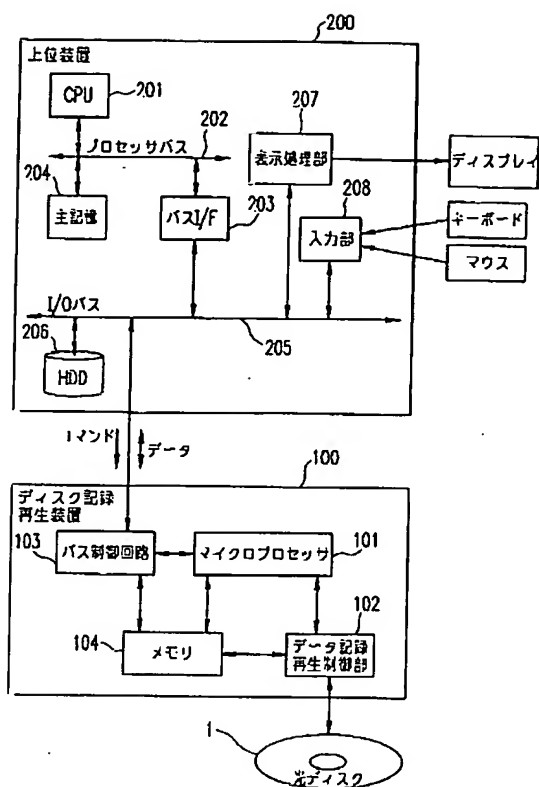 200
上位装置
CPU
201
207
202
プロセッサバス
表示処理部
ディスプレイ
204
208
主記憶
バスI/F
203
入力部
キーボード
マウス
I/Oバス
206
205
HDD
コマンド
データ
100
ディスク記録
再生装置
103
バス制御回路
マイクロプロセッサ
101
102
104
メモリ
データ記録
再生制御部
1
光ディスク